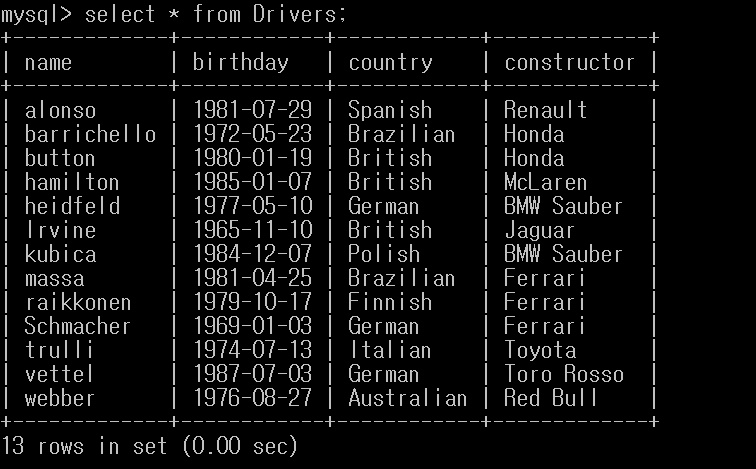 mysql> select * from Drivers;
+-------------+------------+------------+-------------+
| name        | birthday   | country    | constructor |
+-------------+------------+------------+-------------+
| alonso      | 1981-07-29 | Spanish    | Renault     |
| barrichello | 1972-05-23 | Brazilian  | Honda       |
| button      | 1980-01-19 | British    | Honda       |
| hamilton    | 1985-01-07 | British    | McLaren     |
| heidfeld    | 1977-05-10 | German     | BMW Sauber  |
| Irvine      | 1965-11-10 | British    | Jaguar      |
| kubica      | 1984-12-07 | Polish     | BMW Sauber  |
| massa       | 1981-04-25 | Brazilian  | Ferrari     |
| raikkonen   | 1979-10-17 | Finnish    | Ferrari     |
| Schmacher   | 1969-01-03 | German     | Ferrari     |
| trulli      | 1974-07-13 | Italian    | Toyota      |
| vettel      | 1987-07-03 | German     | Toro Rosso  |
| webber      | 1976-08-27 | Australian | Red Bull    |
+-------------+------------+------------+-------------+
13 rows in set (0.00 sec)